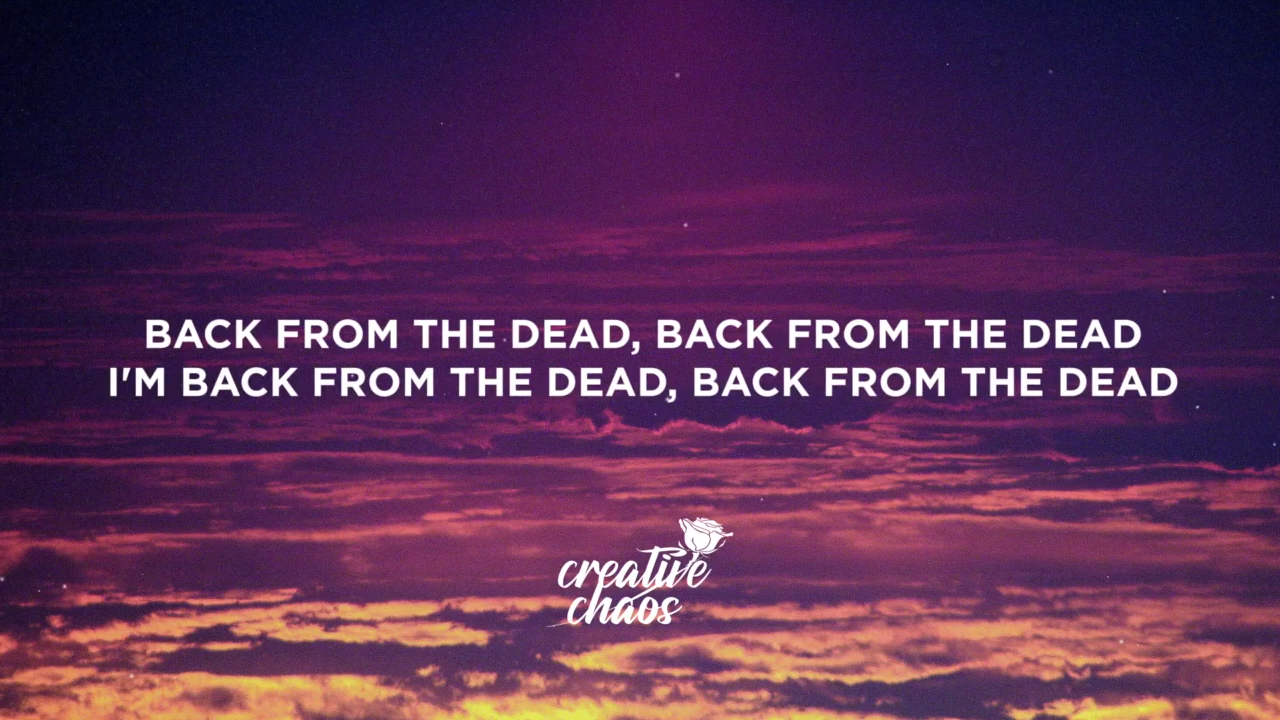 BACK FROM THE DEAD, BACK FROM THE DEAD
I'M BACK FROM THE DEAD, BACK FROM THE DEAD
creative
chaos